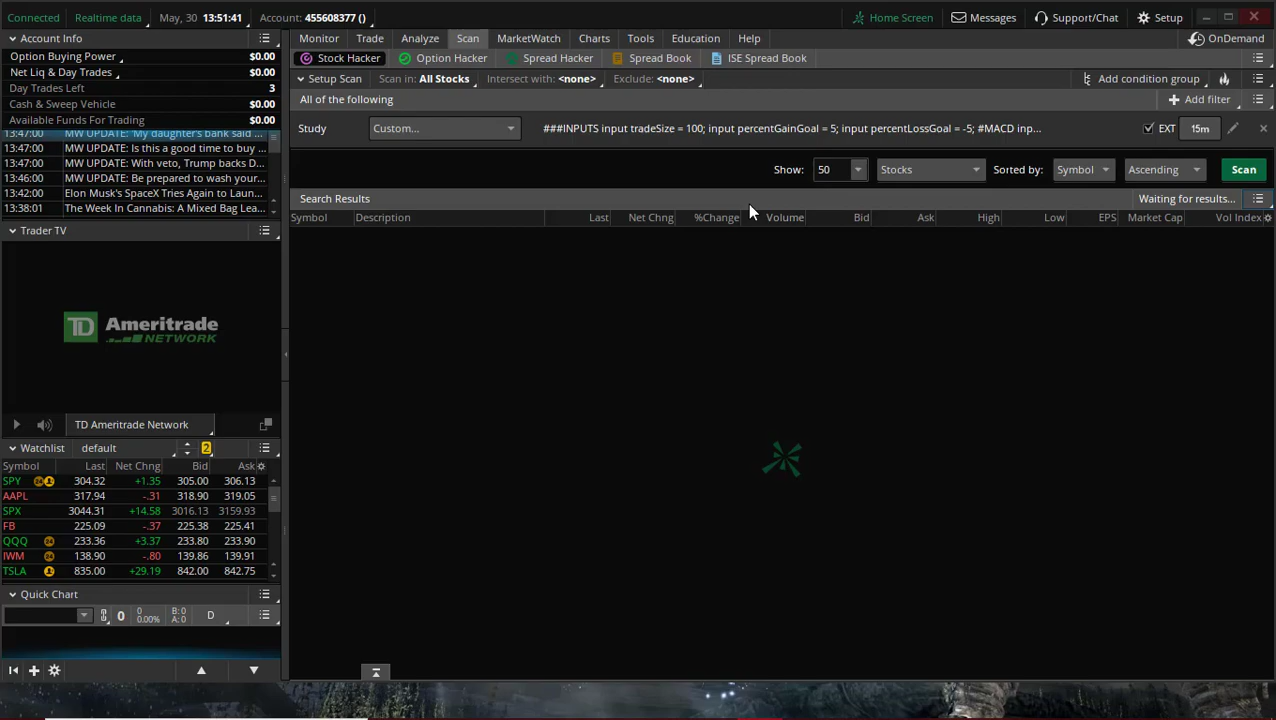 Connected Realtime data May, 30 13:51:41 Account: 455608377 () Home Screen Messages Support/Chat Setup
Account Info
Option Buying Power $0.00
Net Liq & Day Trades $0.00
Day Trades Left 3
Cash & Sweep Vehicle $0.00
Available Funds For Trading $0.00
13:47:00 MW UPDATE: 'My daughter's bank said ...
13:47:00 MW UPDATE: Is this a good time to buy ...
13:47:00 MW UPDATE: With veto, Trump backs D...
13:46:00 MW UPDATE: Be prepared to wash your...
13:42:00 Elon Musk's SpaceX Tries Again to Laun...
13:38:01 The Week In Cannabis: A Mixed Bag Lea...
Trader TV
TD Ameritrade
NETWORK
TD Ameritrade Network
Watchlist default 2
Symbol Last Net Chng Bid Ask
SPY 24 304.32 +1.35 305.00 306.13
AAPL 317.94 -.31 318.90 319.05
SPX 3044.31 +14.58 3016.13 3159.93
FB 225.09 -.37 225.38 225.41
QQQ 24 233.36 +3.37 233.80 233.90
IWM 24 138.90 -.80 139.86 139.91
TSLA 835.00 +29.19 842.00 842.75
Quick Chart
0 0 0.00% B: 0 A: 0 D
Monitor Trade Analyze Scan MarketWatch Charts Tools Education Help OnDemand
Stock Hacker Option Hacker Spread Hacker Spread Book ISE Spread Book
Setup Scan Scan in: All Stocks Intersect with: <none> Exclude: <none> Add condition group
All of the following Add filter
Study Custom... ###INPUTS input tradeSize = 100; input percentGainGoal = 5; input percentLossGoal = -5; #MACD inp... EXT 15m
Show: 50 Stocks Sorted by: Symbol Ascending Scan
Search Results Waiting for results...
Symbol Description Last Net Chng %Change Volume Bid Ask High Low EPS Market Cap Vol Index